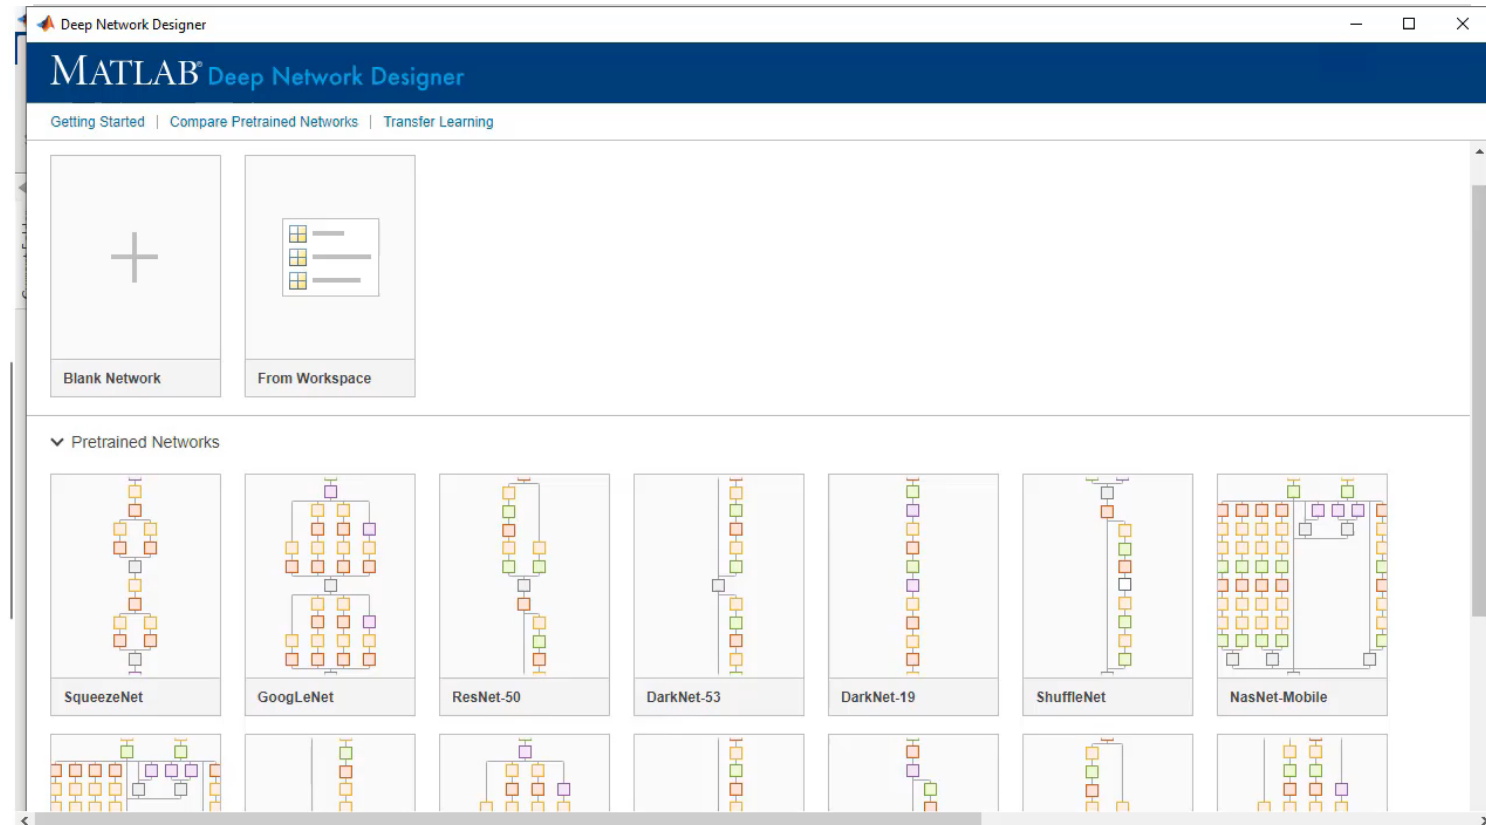 Deep Network Designer
MATLAB® Deep Network Designer
Getting Started | Compare Pretrained Networks | Transfer Learning
Blank Network
From Workspace
Pretrained Networks
SqueezeNet
GoogLeNet
ResNet-50
DarkNet-53
DarkNet-19
ShuffleNet
NasNet-Mobile